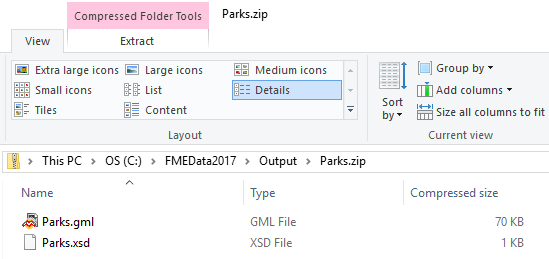 Compressed Folder Tools Parks.zip
View Extract
Extra large icons Large icons Medium icons
Small icons List Details
Tiles Content
Layout
Sort by
Group by
Add columns
Size all columns to fit
Current view
This PC > OS (C:) > FMEData2017 > Output > Parks.zip
Name Type Compressed size
Parks.gml GML File 70 KB
Parks.xsd XSD File 1 KB